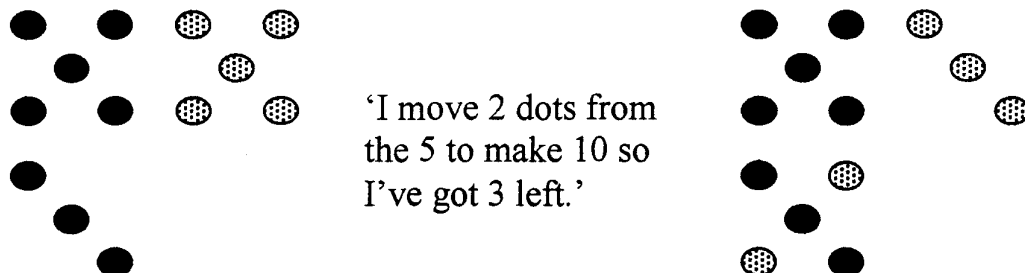 ‘I move 2 dots from
the 5 to make 10 so
I’ve got 3 left.’